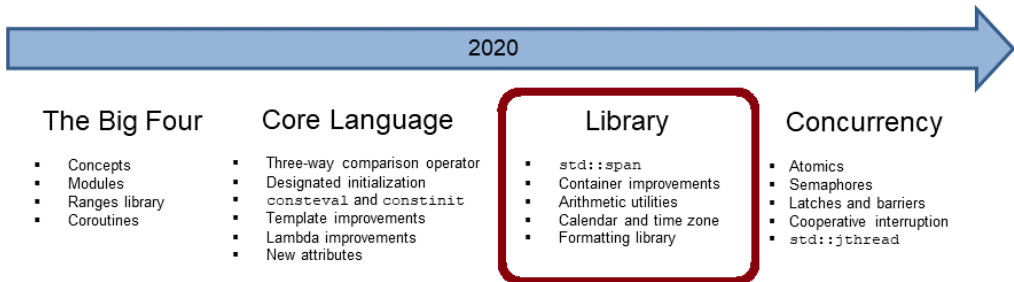 2020
The Big Four
▪ Concepts
▪ Modules
▪ Ranges library
▪ Coroutines
Core Language
▪ Three-way comparison operator
▪ Designated initialization
▪ consteval and constinit
▪ Template improvements
▪ Lambda improvements
▪ New attributes
Library
▪ std::span
▪ Container improvements
▪ Arithmetic utilities
▪ Calendar and time zone
▪ Formatting library
Concurrency
▪ Atomics
▪ Semaphores
▪ Latches and barriers
▪ Cooperative interruption
▪ std::jthread